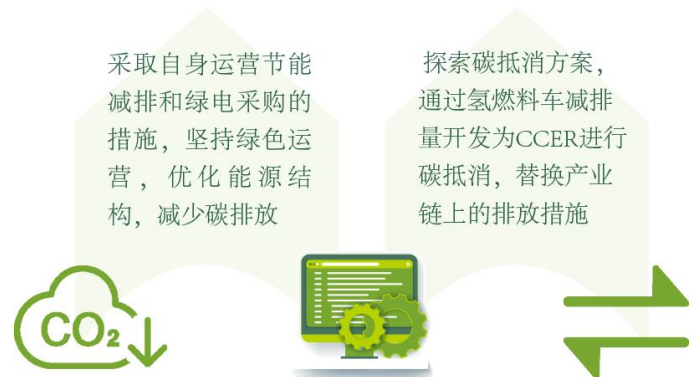 采取自身运营节能
减排和绿电采购的
措施，坚持绿色运
营，优化能源结
构，减少碳排放
探索碳抵消方案，
通过氢燃料车减排
量开发为CCER进行
碳抵消，替换产业
链上的排放措施
CO₂